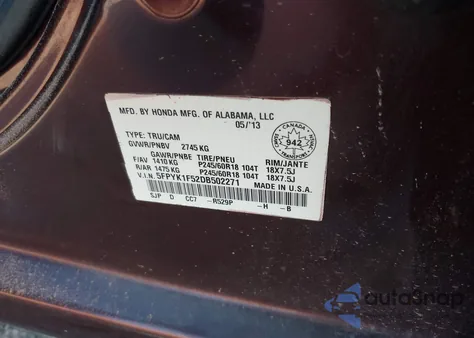 MFD. BY HONDA MFG. OF ALABAMA, LLC
05/'13
TYPE: TRU/CAM
GVWR/PNBV 2745 KG
GAWR/PNBE TIRE/PNEU RIM/JANTE
F/AV 1410 KG P245/60R18 104T 18X7.5J
R/AR 1475 KG P245/60R18 104T 18X7.5J
V.I.N. 5FPYK1F52DB502271 MADE IN U.S.A.
SJP D CC7 -R529P -H -B
CANADA
942
TRANSPORT
autoSnap